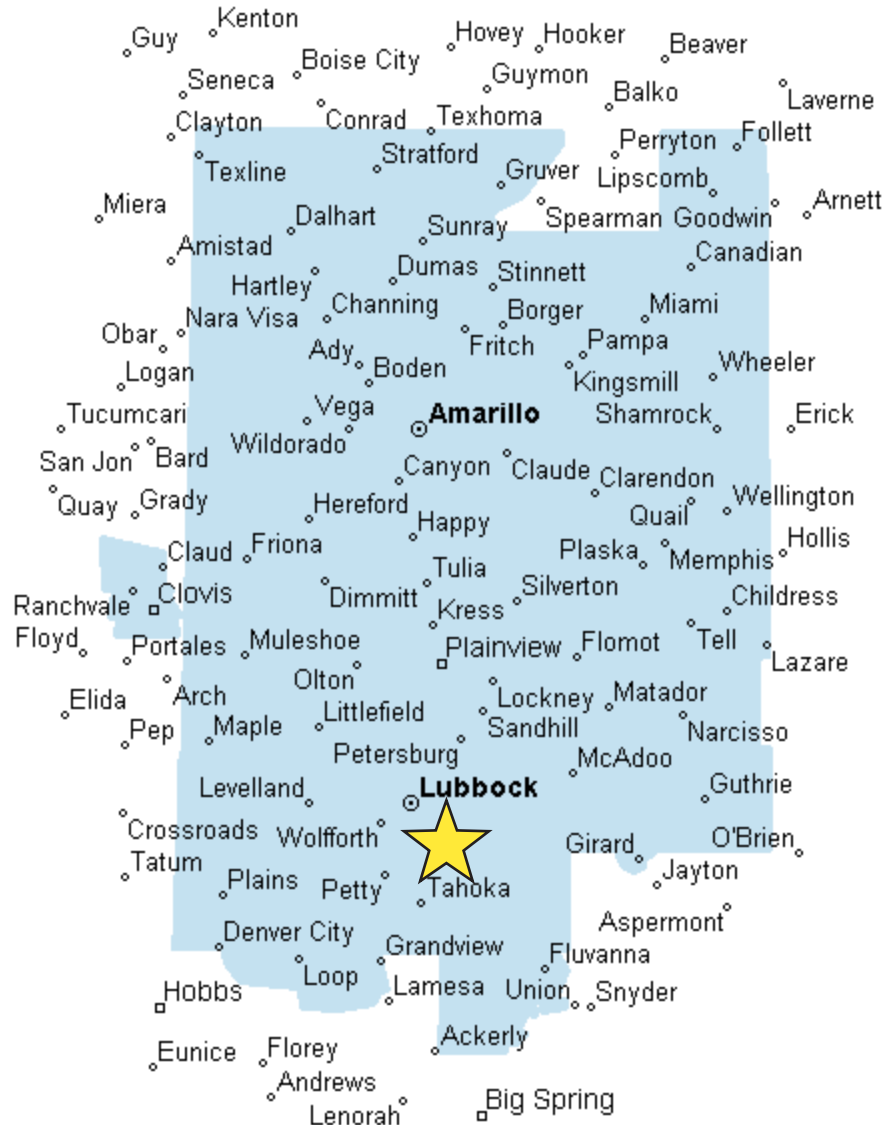 Kenton
Guy
Hovey
Hooker
Beaver
Boise City
Seneca
Guymon
Balko
Laverne
Clayton
Conrad
Texhoma
Perryton
Follett
Texline
Stratford
Gruver
Lipscomb
Miera
Dalhart
Sunray
Spearman
Goodwin
Arnett
Amistad
Canadian
Hartley
Dumas
Stinnett
Nara Visa
Channing
Borger
Miami
Obar
Ady
Fritch
Pampa
Logan
Boden
Kingsmill
Wheeler
Tucumcari
Vega
Amarillo
Shamrock
Erick
San Jon
Bard
Wildorado
Canyon
Claude
Clarendon
Quay
Grady
Hereford
Happy
Quail
Wellington
Claud
Friona
Plaska
Memphis
Hollis
Ranchvale
Clovis
Dimmitt
Tulia
Silverton
Childress
Floyd
Portales
Muleshoe
Kress
Plainview
Flomot
Tell
Lazare
Elida
Arch
Olton
Lockney
Matador
Pep
Maple
Littlefield
Sandhill
Narcisso
Petersburg
McAdoo
Levelland
Lubbock
Guthrie
Crossroads
Wolfforth
Girard
O'Brien
Tatum
Plains
Petty
Tahoka
Jayton
Aspermont
Denver City
Grandview
Fluvanna
Hobbs
Loop
Lamesa
Union
Snyder
Eunice
Florey
Ackerly
Andrews
Lenorah
Big Spring